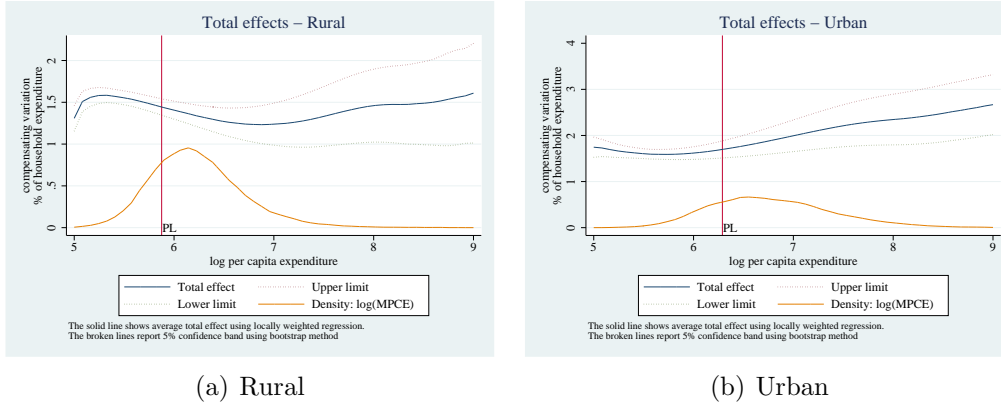 Total effects – Rural
compensating variation
% of household expenditure
2
1.5
1
.5
0
PL
5
6
7
8
9
log per capita expenditure
Total effect
Upper limit
Lower limit
Density: log(MPCE)
The solid line shows average total effect using locally weighted regression.
The broken lines report 5% confidence band using bootstrap method
(a) Rural
Total effects – Urban
compensating variation
% of household expenditure
4
3
2
1
0
PL
5
6
7
8
9
log per capita expenditure
Total effect
Upper limit
Lower limit
Density: log(MPCE)
The solid line shows average total effect using locally weighted regression.
The broken lines report 5% confidence band using bootstrap method
(b) Urban